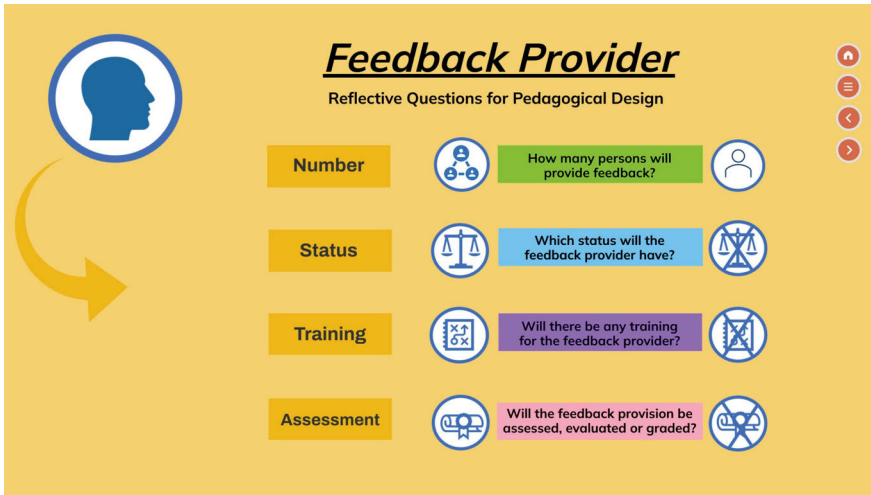 Feedback Provider
Reflective Questions for Pedagogical Design
Number
How many persons will
provide feedback?
Status
Which status will the
feedback provider have?
Training
Will there be any training
for the feedback provider?
Assessment
Will the feedback provision be
assessed, evaluated or graded?